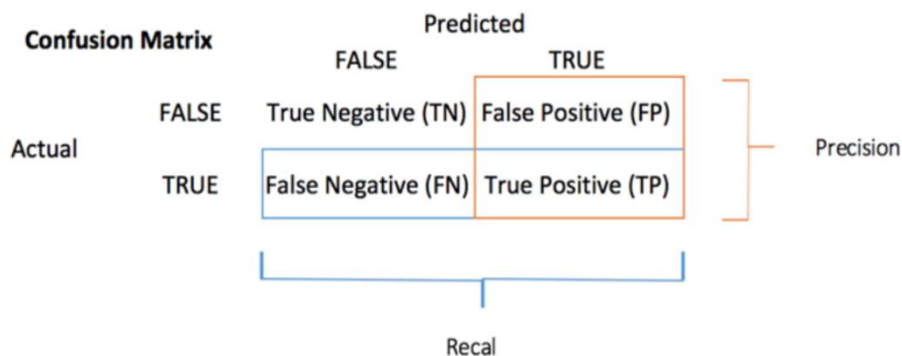 Confusion Matrix
Predicted
FALSE TRUE
FALSE True Negative (TN) False Positive (FP)
Actual
Precision
TRUE False Negative (FN) True Positive (TP)
Recal